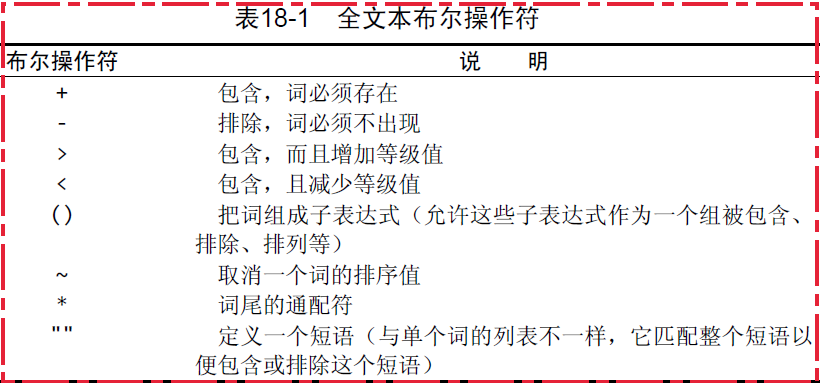 表18-1 全文本布尔操作符
布尔操作符 说 明
+ 包含，词必须存在
- 排除，词必须不出现
> 包含，而且增加等级值
< 包含，且减少等级值
() 把词组成子表达式（允许这些子表达式作为一个组被包含、
排除、排列等）
~ 取消一个词的排序值
* 词尾的通配符
"" 定义一个短语（与单个词的列表不一样，它匹配整个短语以
便包含或排除这个短语）